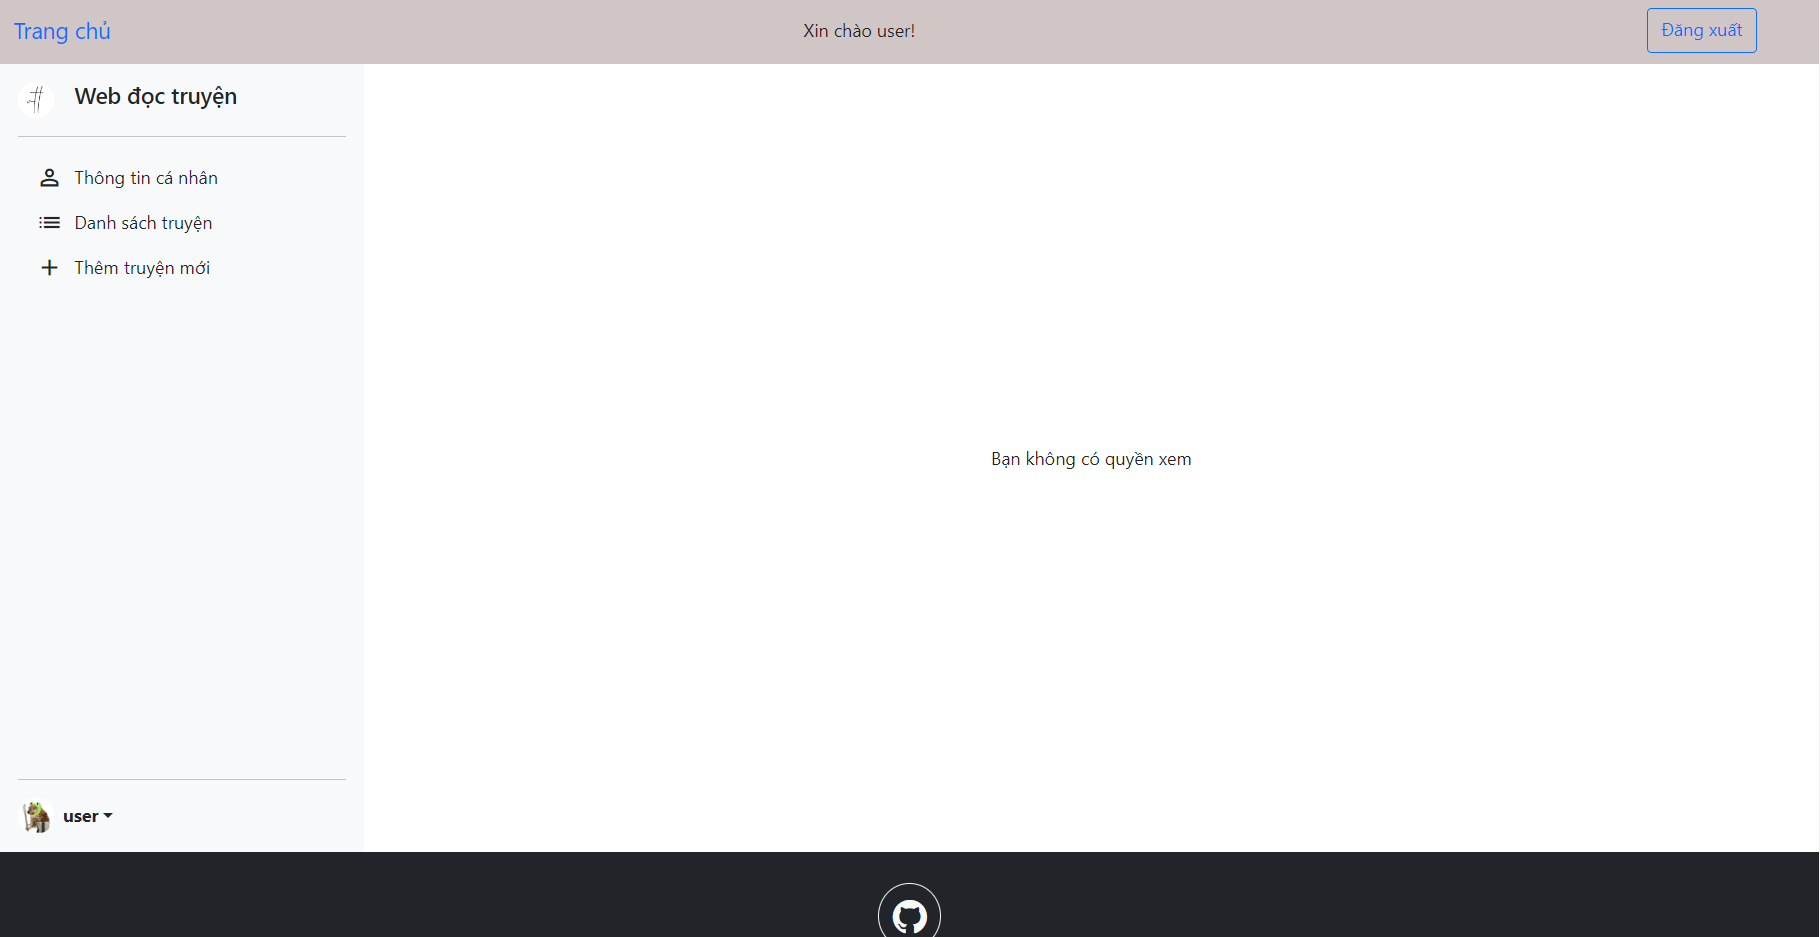 Trang chủ
Xin chào user!
Đăng xuất
Web đọc truyện
Thông tin cá nhân
Danh sách truyện
Thêm truyện mới
Bạn không có quyền xem
user